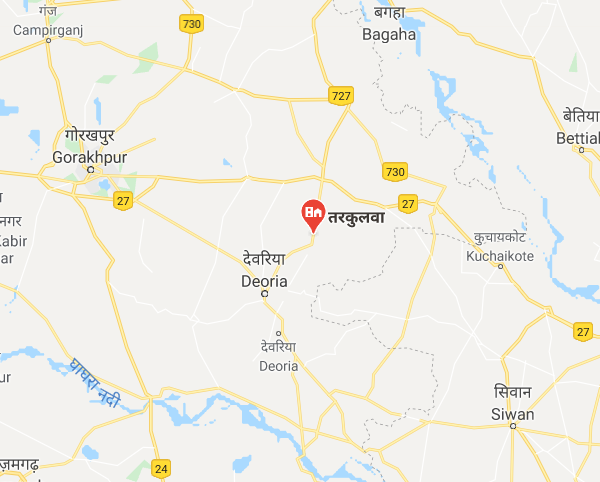 गंज
Campirganj
730
बगहा
Bagaha
727
बेतिया
Bettiah
गोरखपुर
Gorakhpur
730
27
27
तरकुलवा
नगर
Kabir
ar
कुचायकोट
Kuchaikote
देवरिया
Deoria
27
देवरिया
Deoria
घाघरा नदी
सिवान
Siwan
24
ज़मगढ़